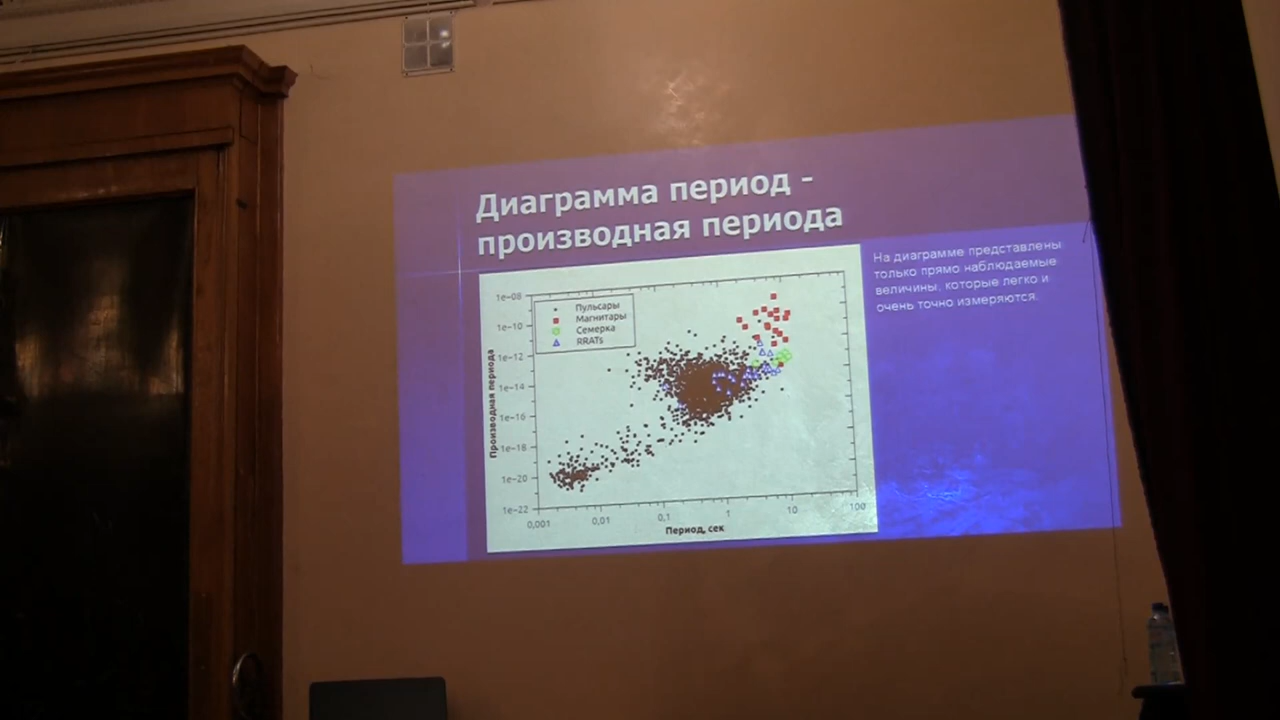 Диаграмма период -
производная периода
На диаграмме представлены
только прямо наблюдаемые
величины, которые легко и
очень точно измеряются.
Пульсары
Магнитары
Семерка
RRATs
Производная периода
1e-08
1e-10
1e-12
1e-14
1e-16
1e-18
1e-20
1e-22
0,001 0,01 0,1 1 10 100
Период, сек